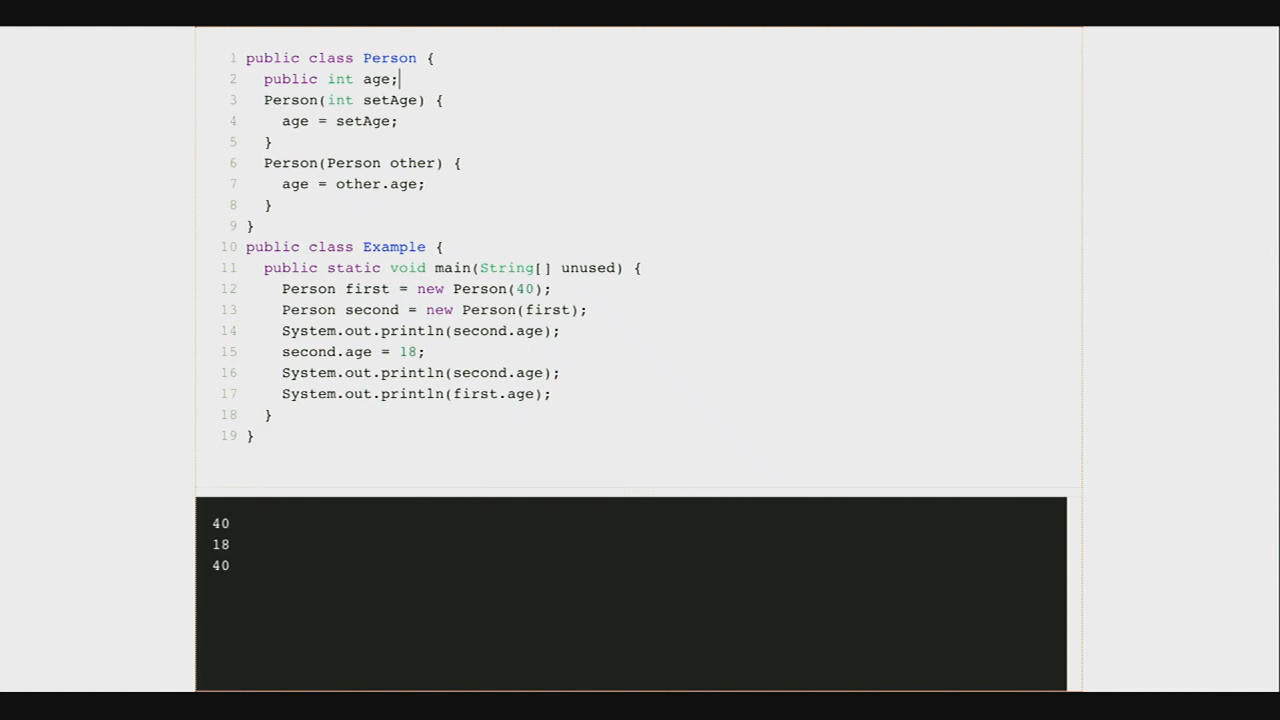 1 public class Person {
2   public int age;
3   Person(int setAge) {
4     age = setAge;
5   }
6   Person(Person other) {
7     age = other.age;
8   }
9 }
10 public class Example {
11   public static void main(String[] unused) {
12     Person first = new Person(40);
13     Person second = new Person(first);
14     System.out.println(second.age);
15     second.age = 18;
16     System.out.println(second.age);
17     System.out.println(first.age);
18   }
19 }
40
18
40